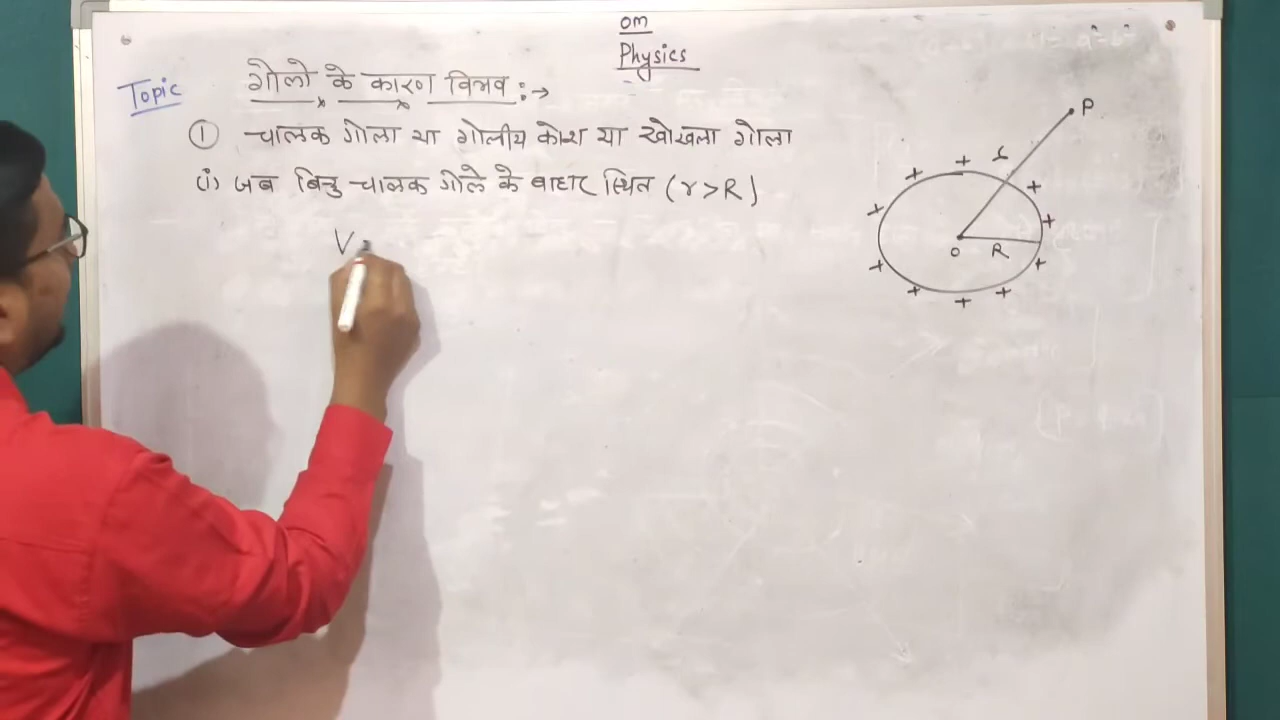 om
Physics
Topic गोलो के कारण विभव :→
① चालक गोला या गोलीय कोश या खोखला गोला
(i) जब बिन्दु चालक गोले के बाहर स्थित (r>R)
V
P
r
O R
+ + + + + + + + + + +